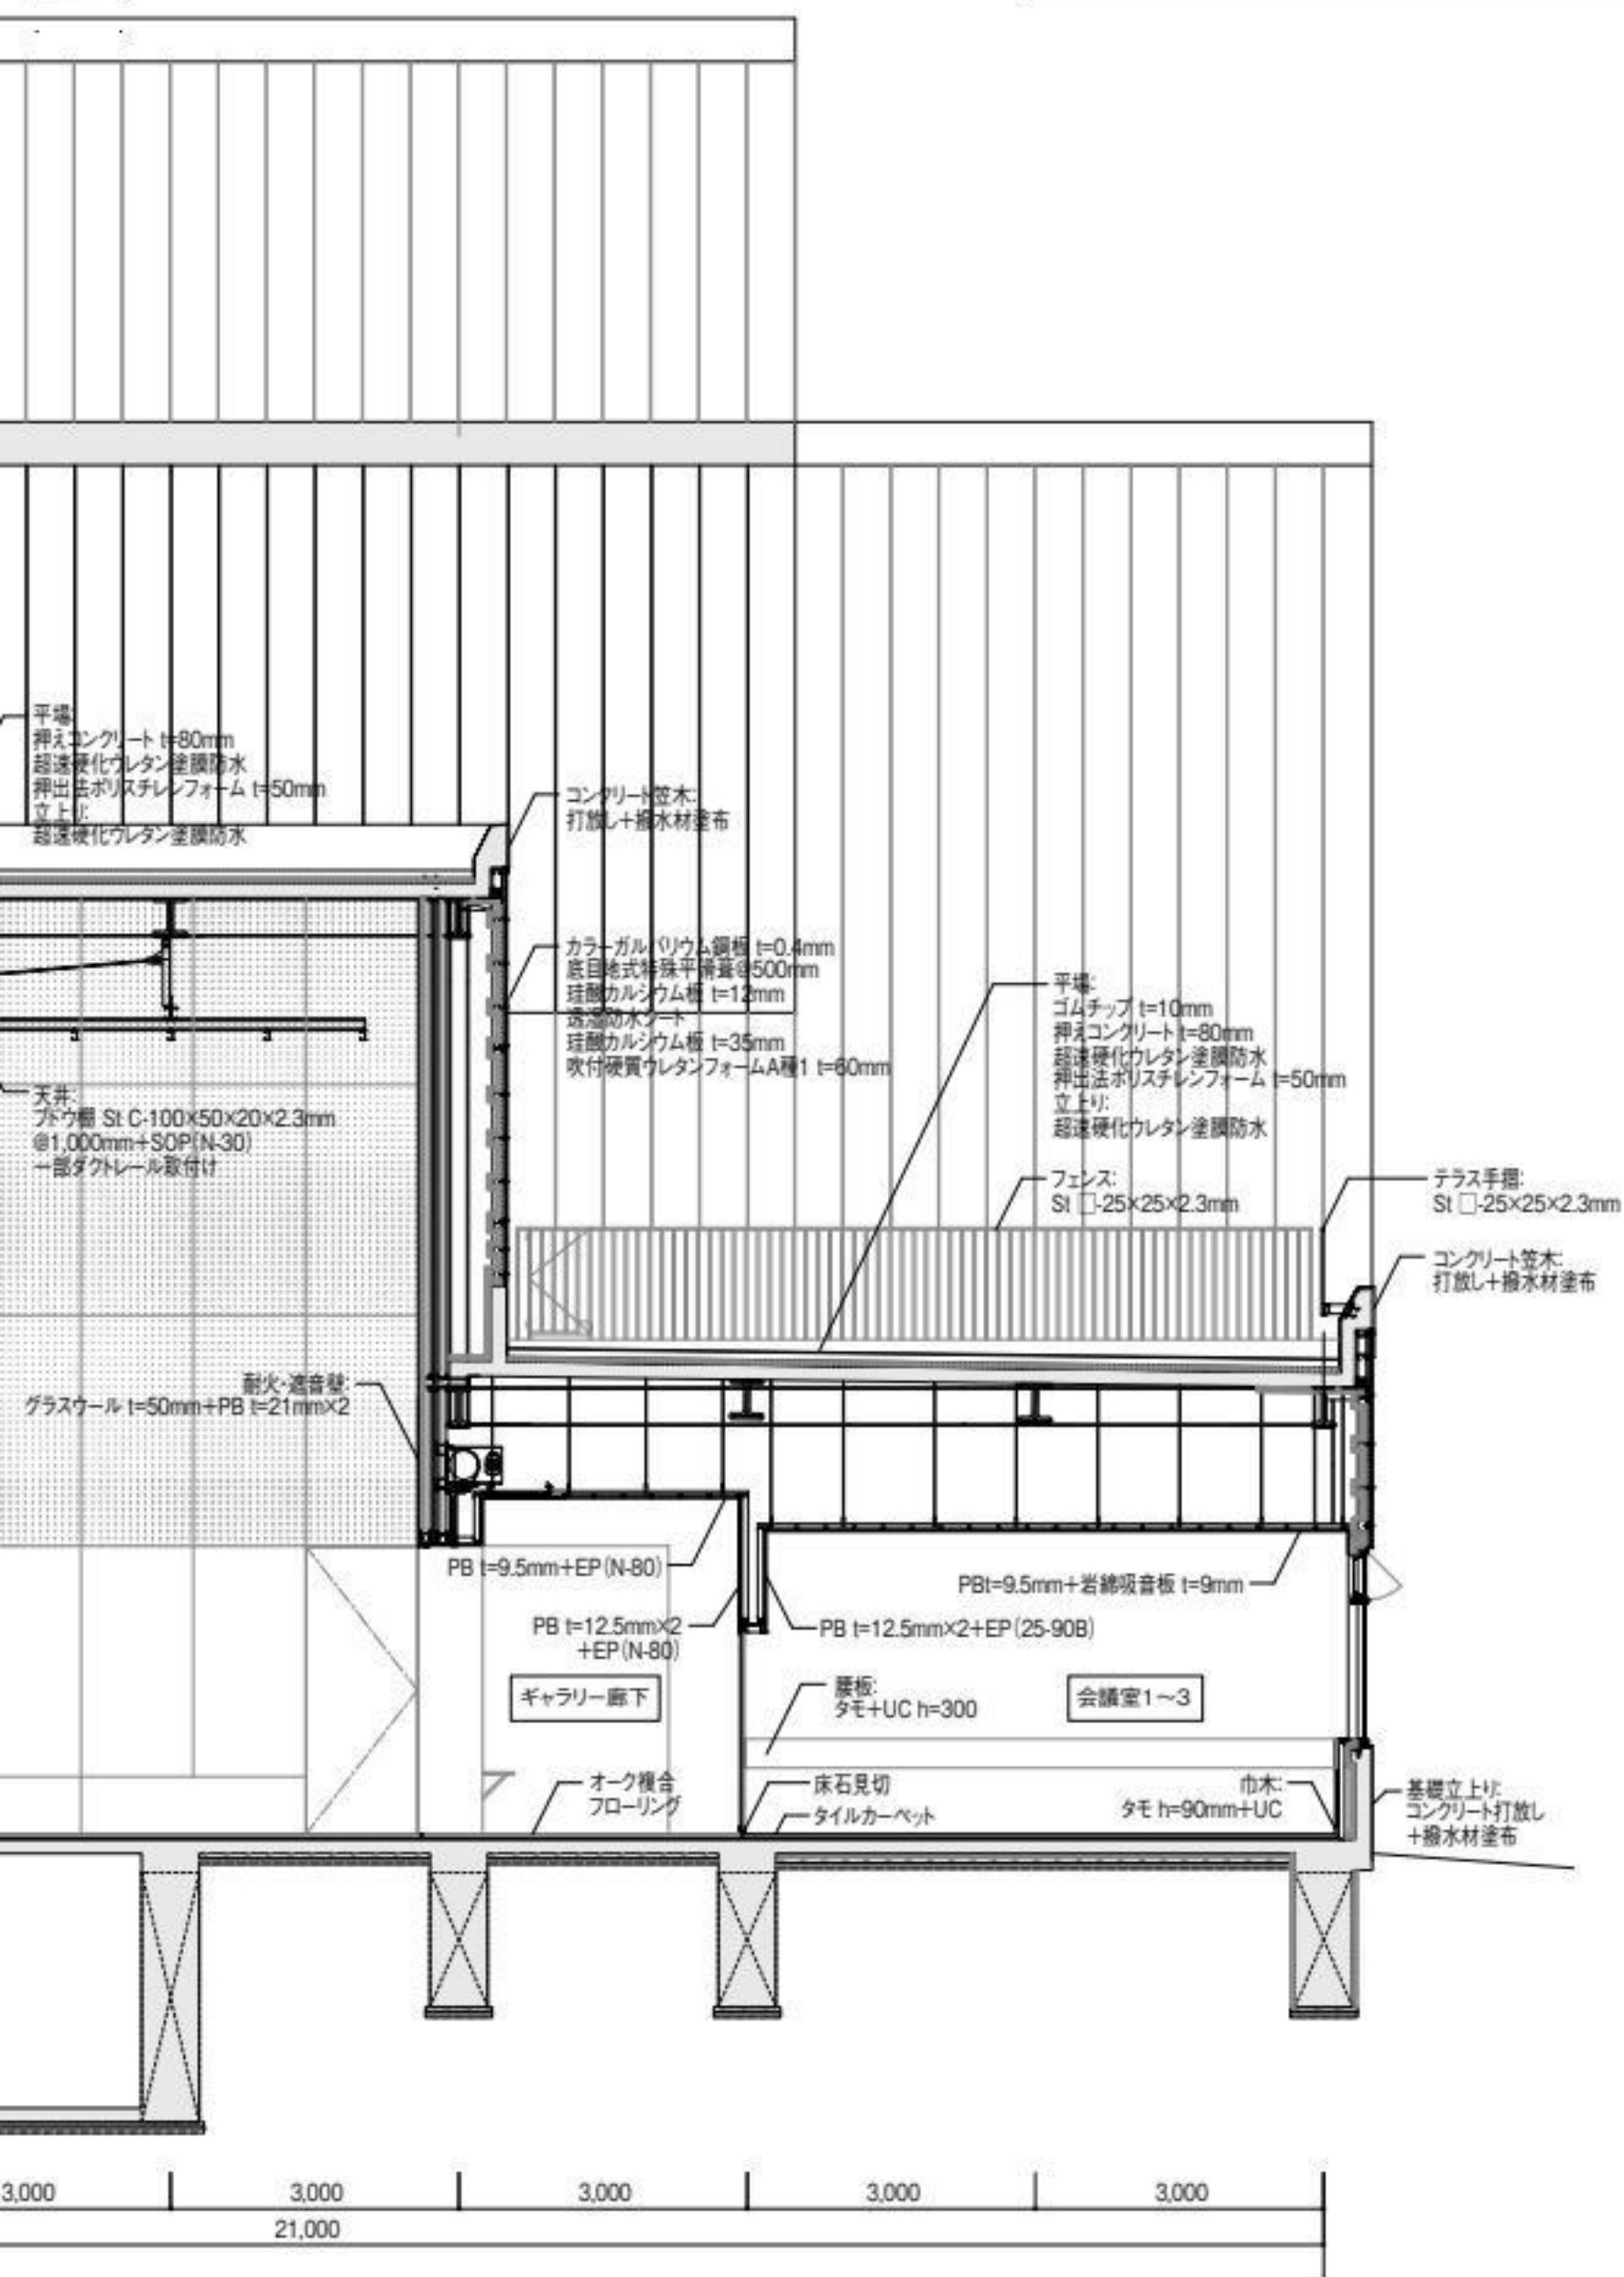 平場:
押えコンクリート t=80mm
超速硬化ウレタン塗膜防水
押出法ポリスチレンフォーム t=50mm
立上り:
超速硬化ウレタン塗膜防水
コンクリート笠木:
打放し+撥水材塗布
カラーガルバリウム鋼板 t=0.4mm
底目地式特殊平滑葺@500mm
珪酸カルシウム板 t=12mm
透湿防水シート
珪酸カルシウム板 t=35mm
吹付硬質ウレタンフォームA種1 t=60mm
平場:
ゴムチップ t=10mm
押えコンクリート t=80mm
超速硬化ウレタン塗膜防水
押出法ポリスチレンフォーム t=50mm
立上り:
超速硬化ウレタン塗膜防水
天井:
ブドウ棚 St C-100×50×20×2.3mm
@1,000mm+SOP(N-30)
一部ダクトレール取付け
フェンス:
St □-25×25×2.3mm
テラス手摺:
St □-25×25×2.3mm
コンクリート笠木:
打放し+撥水材塗布
耐火・遮音壁:
グラスウール t=50mm+PB t=21mm×2
PB t=9.5mm+EP(N-80)
PBt=9.5mm+岩綿吸音板 t=9mm
PB t=12.5mm×2
+EP(N-80)
PB t=12.5mm×2+EP(25-90B)
ギャラリー廊下
腰板:
タモ+UC h=300
会議室1〜3
オーク複合
フローリング
床石見切
タイルカーペット
巾木:
タモ h=90mm+UC
基礎立上り:
コンクリート打放し
+撥水材塗布
3,000
3,000
3,000
3,000
3,000
21,000